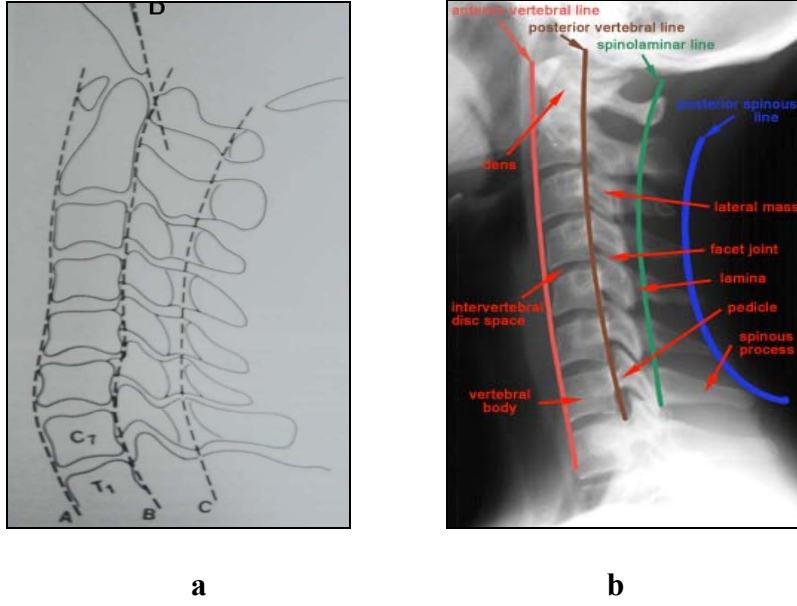 D
C7
T1
A
B
C
anterior vertebral line
posterior vertebral line
spinolaminar line
posterior spinous
line
dens
lateral mass
facet joint
lamina
intervertebral
disc space
pedicle
spinous
process
vertebral
body
a
b